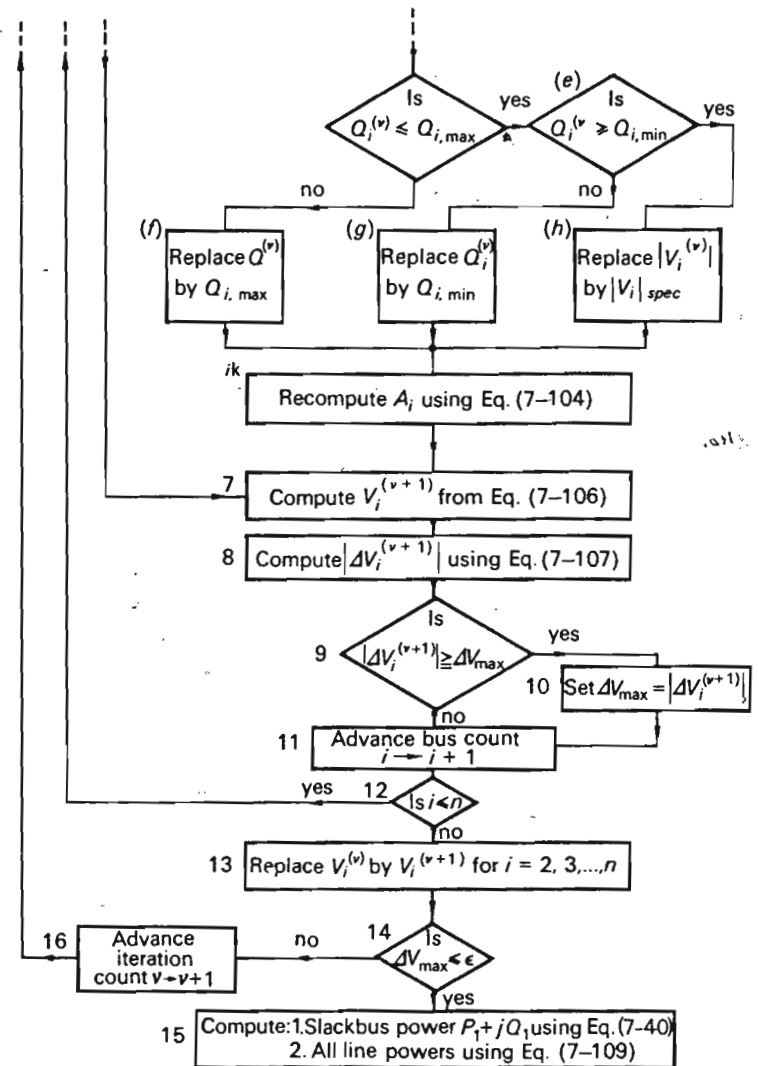 (e)
Is
Q_i^(ν) ⩽ Q_i,max
yes
Is
Q_i^(ν ⩾ Q_i,min
yes
no
no
(f)
Replace Q^(ν)
by Q_i, max
(g)
Replace Q_i^(ν)
by Q_i, min
(h)
Replace |V_i^(ν)|
by |V_i|_spec
ik
Recompute A_i using Eq. (7–104)
7
Compute V_i^(ν + 1) from Eq. (7–106)
8
Compute |ΔV_i^(ν + 1)| using Eq. (7–107)
9
Is
|ΔV_i^(ν+1)| ≧ ΔV_max
yes
10
Set ΔV_max = |ΔV_i^(ν+1)|
no
11
Advance bus count
i → i + 1
yes
12
Is i ⩽ n
no
13
Replace V_i^(ν) by V_i^(ν + 1) for i = 2, 3,...,n
16
Advance
iteration
count ν → ν+1
no
14
Is
ΔV_max ⩽ ϵ
yes
15
Compute: 1. Slackbus power P_1 + jQ_1 using Eq. (7-40)
2. All line powers using Eq. (7–109)